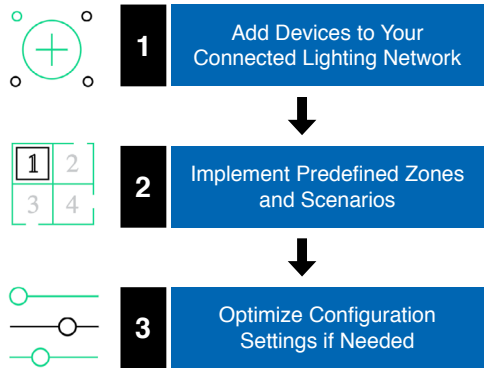 1
Add Devices to Your
Connected Lighting Network
1 2
3 4
2
Implement Predefined Zones
and Scenarios
3
Optimize Configuration
Settings if Needed